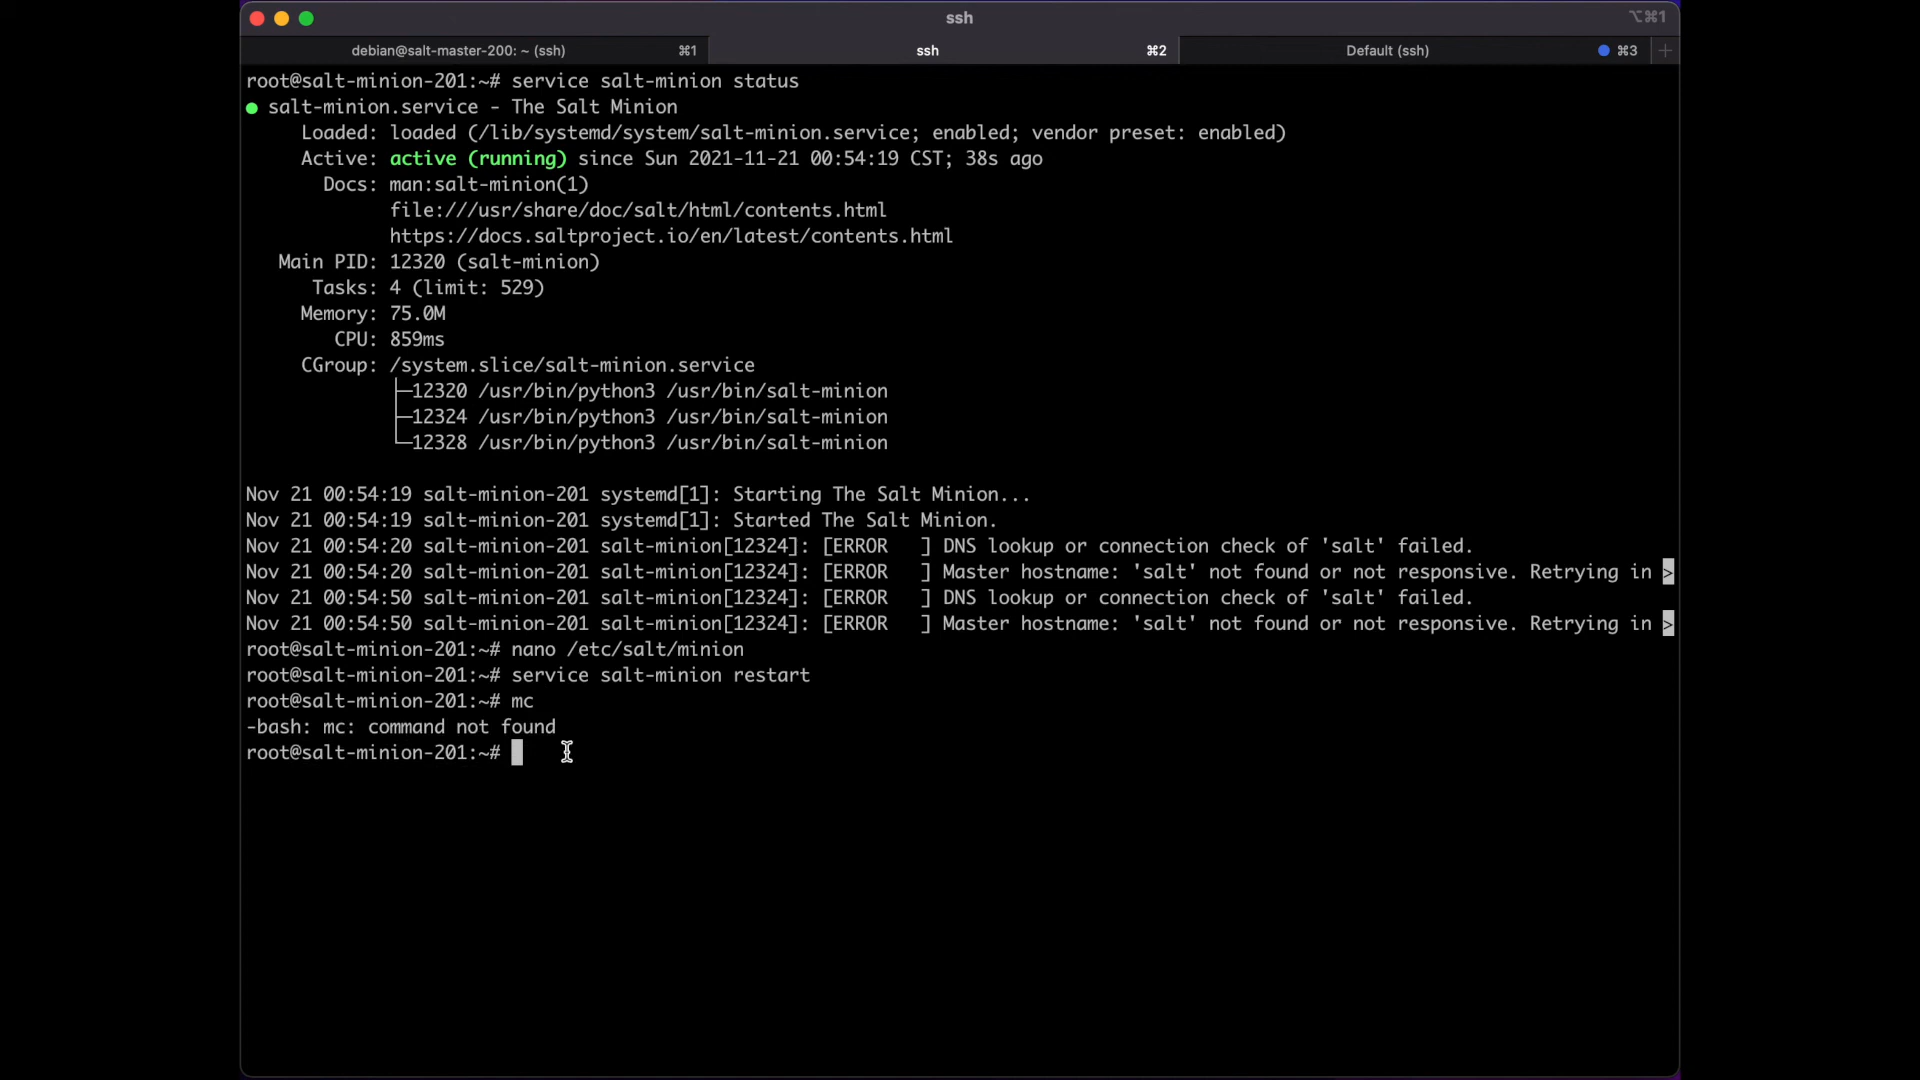 ssh
⌥⌘1
debian@salt-master-200: ~ (ssh) ⌘1
ssh ⌘2
Default (ssh) ⌘3
root@salt-minion-201:~# service salt-minion status
● salt-minion.service - The Salt Minion
Loaded: loaded (/lib/systemd/system/salt-minion.service; enabled; vendor preset: enabled)
Active: active (running) since Sun 2021-11-21 00:54:19 CST; 38s ago
Docs: man:salt-minion(1)
file:///usr/share/doc/salt/html/contents.html
https://docs.saltproject.io/en/latest/contents.html
Main PID: 12320 (salt-minion)
Tasks: 4 (limit: 529)
Memory: 75.0M
CPU: 859ms
CGroup: /system.slice/salt-minion.service
├─12320 /usr/bin/python3 /usr/bin/salt-minion
├─12324 /usr/bin/python3 /usr/bin/salt-minion
└─12328 /usr/bin/python3 /usr/bin/salt-minion
Nov 21 00:54:19 salt-minion-201 systemd[1]: Starting The Salt Minion...
Nov 21 00:54:19 salt-minion-201 systemd[1]: Started The Salt Minion.
Nov 21 00:54:20 salt-minion-201 salt-minion[12324]: [ERROR   ] DNS lookup or connection check of 'salt' failed.
Nov 21 00:54:20 salt-minion-201 salt-minion[12324]: [ERROR   ] Master hostname: 'salt' not found or not responsive. Retrying in >
Nov 21 00:54:50 salt-minion-201 salt-minion[12324]: [ERROR   ] DNS lookup or connection check of 'salt' failed.
Nov 21 00:54:50 salt-minion-201 salt-minion[12324]: [ERROR   ] Master hostname: 'salt' not found or not responsive. Retrying in >
root@salt-minion-201:~# nano /etc/salt/minion
root@salt-minion-201:~# service salt-minion restart
root@salt-minion-201:~# mc
-bash: mc: command not found
root@salt-minion-201:~#